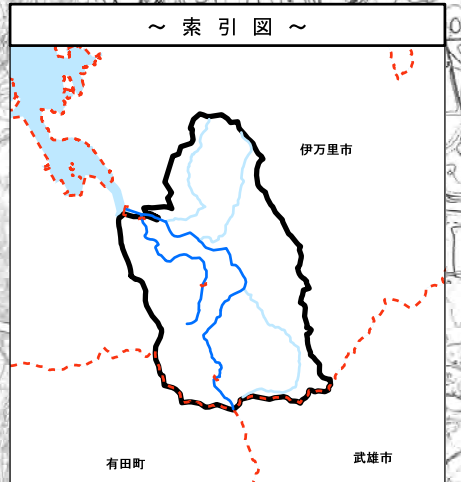 ～ 索 引 図 ～
伊万里市
有田町
武雄市